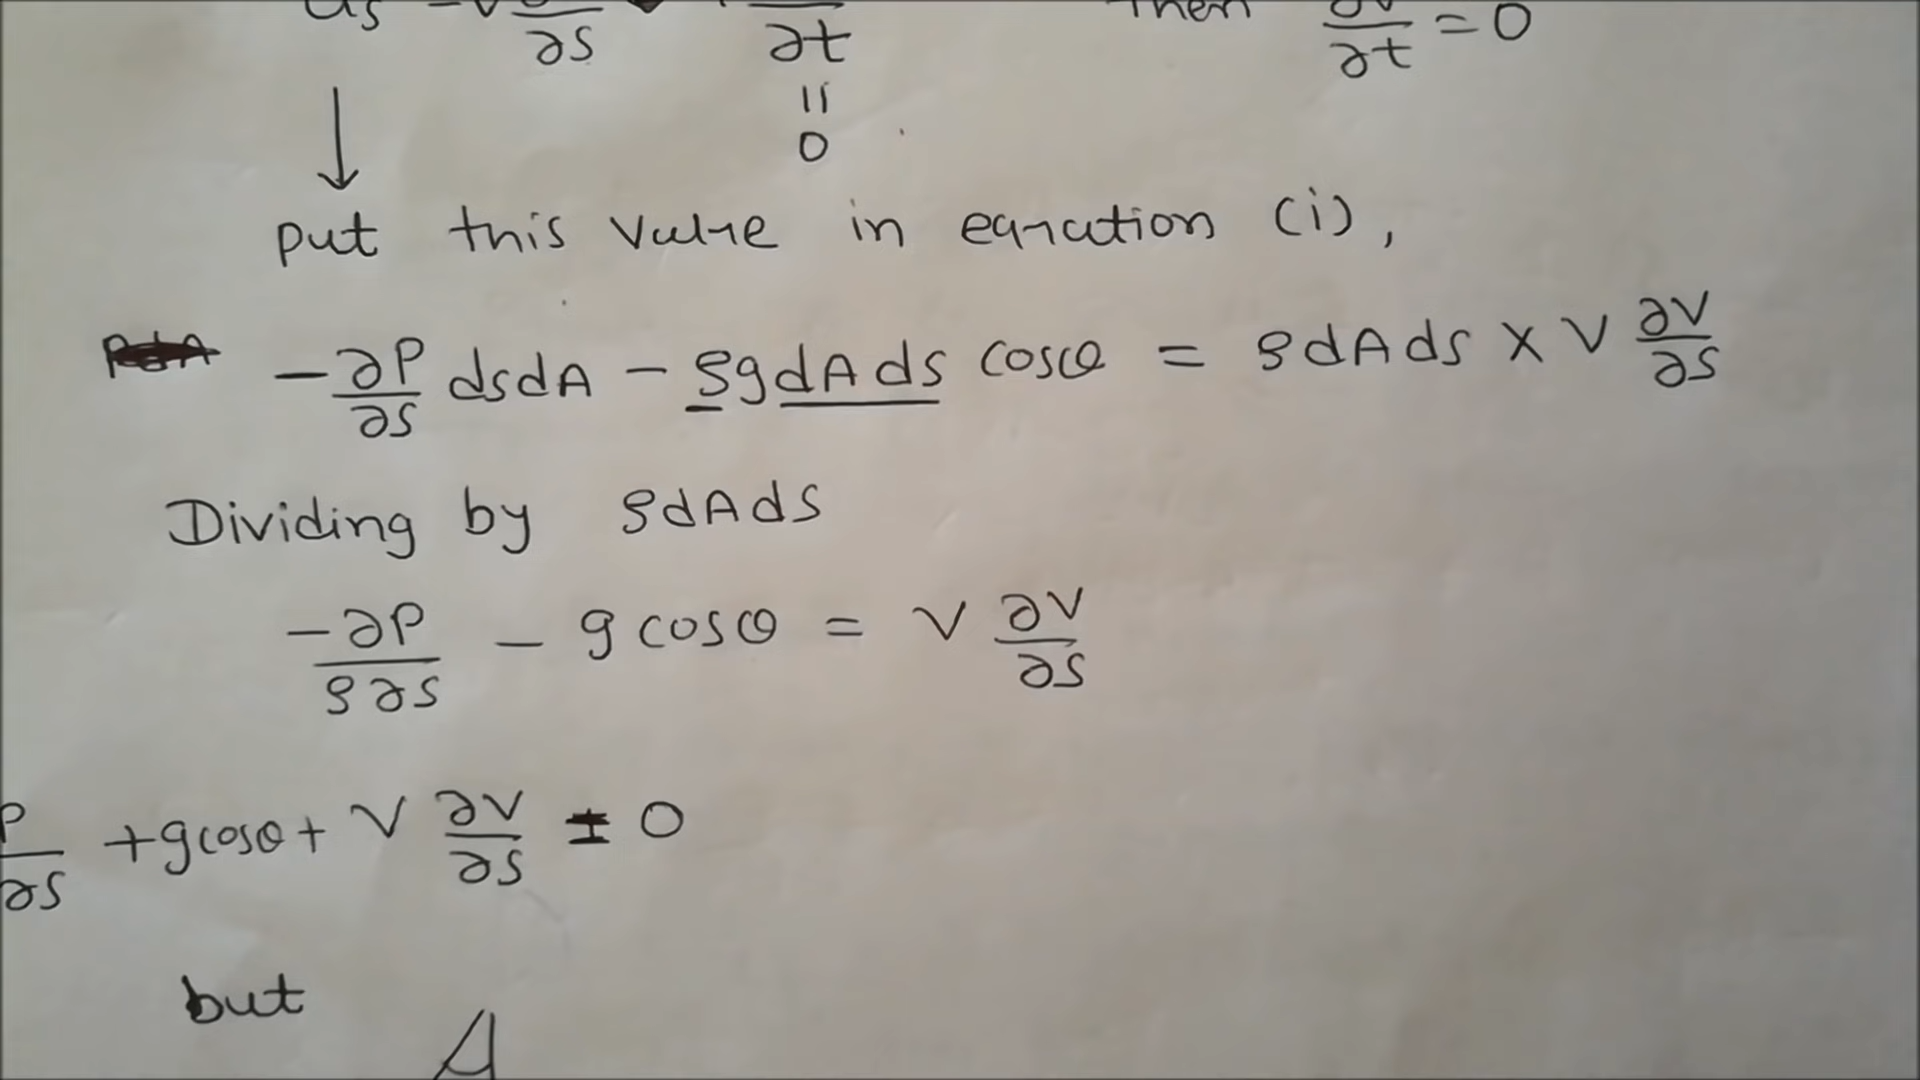 ∂s ∂t then ∂t = 0
||
0
put this value in equation (i),
-∂P/∂s dsdA - ρgdAds cosθ = ρdAds × v ∂v/∂s
Dividing by ρdAds
-∂P/ρ∂s - g cosθ = v ∂v/∂s
P/∂s + gcosθ + v ∂v/∂s = 0
but